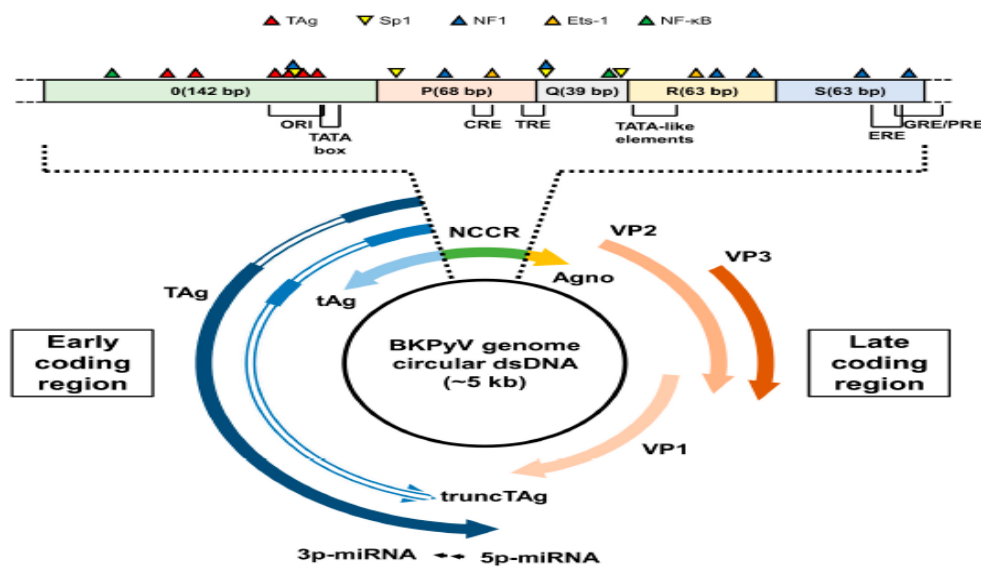 TAg Sp1 NF1 Ets-1 NF-κB
0(142 bp) P(68 bp) Q(39 bp) R(63 bp) S(63 bp)
ORI
TATA
box
CRE
TRE
TATA-like
elements
ERE
GRE/PRE
NCCR
VP2
VP3
TAg
tAg
Agno
Early
coding
region
BKPyV genome
circular dsDNA
(~5 kb)
Late
coding
region
VP1
truncTAg
3p-miRNA 5p-miRNA